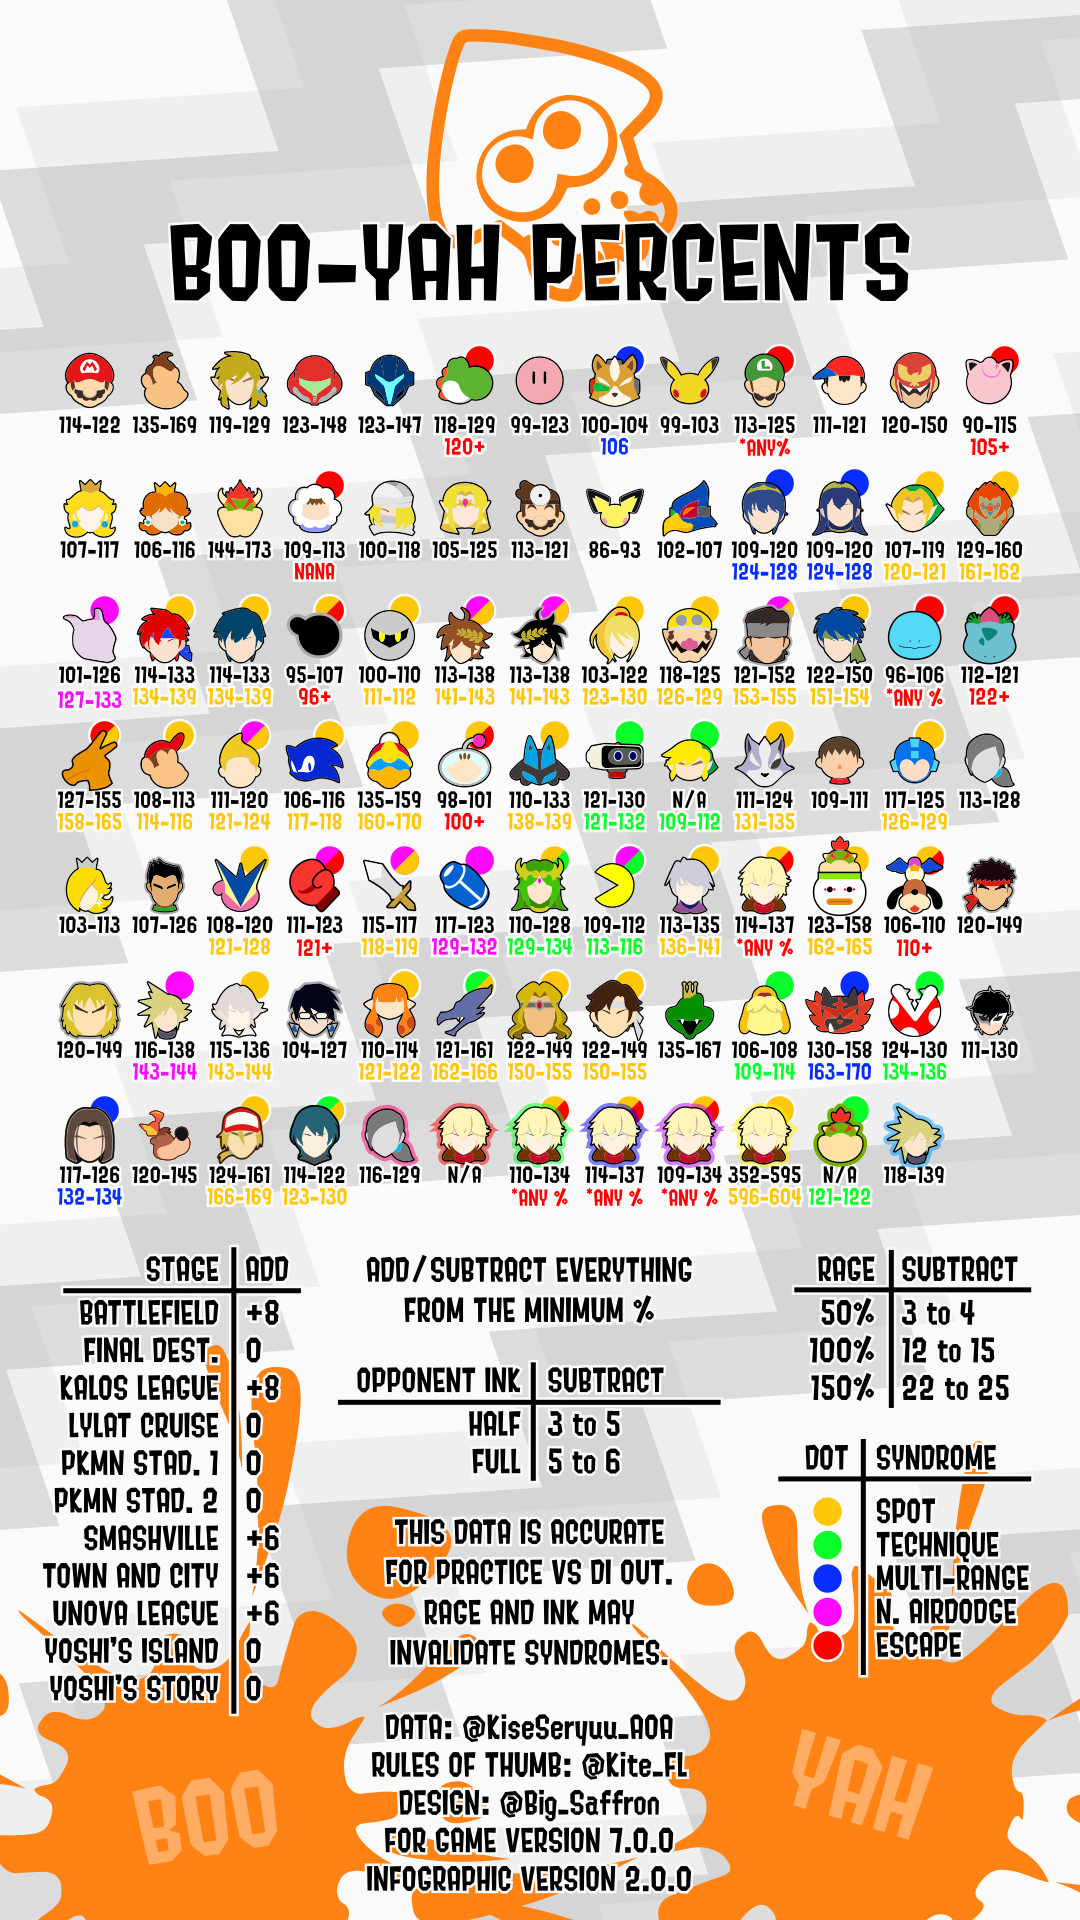 BOO-YAH PERCENTS
114-122 135-169 119-129 123-148 123-147 118-129 99-123 100-104 99-103 113-125 111-121 120-150 90-115
120+ 106 *ANY% 105+
107-117 106-116 144-173 109-113 100-118 105-125 113-121 86-93 102-107 109-120 109-120 107-119 129-160
NANA 124-128 124-128 120-121 161-162
101-126 114-133 114-133 95-107 100-110 113-138 113-138 103-122 118-125 121-152 122-150 96-106 112-121
127-133 134-139 134-139 96+ 111-112 141-143 141-143 123-130 126-129 153-155 151-154 *ANY % 122+
127-155 108-113 111-120 106-116 135-159 98-101 110-133 121-130 N/A 111-124 109-111 117-125 113-128
158-165 114-116 121-124 117-118 160-170 100+ 138-139 121-132 109-112 131-135 126-129
103-113 107-126 108-120 111-123 115-117 117-123 110-128 109-112 113-135 114-137 123-158 106-110 120-149
121-128 121+ 118-119 129-132 129-134 113-116 136-141 *ANY % 162-165 110+
120-149 116-138 115-136 104-127 110-114 121-161 122-149 122-149 135-167 106-108 130-158 124-130 111-130
143-144 143-144 121-122 162-166 150-155 150-155 109-114 163-170 134-136
117-126 120-145 124-161 114-122 116-129 N/A 110-134 114-137 109-134 352-595 N/A 118-139
132-134 166-169 123-130 *ANY % *ANY % *ANY % 596-604 121-122
STAGE ADD
BATTLEFIELD +8
FINAL DEST. 0
KALOS LEAGUE +8
LYLAT CRUISE 0
PKMN STAD. 1 0
PKMN STAD. 2 0
SMASHVILLE +6
TOWN AND CITY +6
UNOVA LEAGUE +6
YOSHI'S ISLAND 0
YOSHI'S STORY 0
ADD/SUBTRACT EVERYTHING
FROM THE MINIMUM %
OPPONENT INK SUBTRACT
HALF 3 to 5
FULL 5 to 6
THIS DATA IS ACCURATE
FOR PRACTICE VS DI OUT.
RAGE AND INK MAY
INVALIDATE SYNDROMES.
RAGE SUBTRACT
50% 3 to 4
100% 12 to 15
150% 22 to 25
DOT SYNDROME
SPOT
TECHNIQUE
MULTI-RANGE
N. AIRDODGE
ESCAPE
DATA: @KiseSeryuu_AOA
RULES OF THUMB: @Kite_FL
DESIGN: @Big_Saffron
FOR GAME VERSION 7.0.0
INFOGRAPHIC VERSION 2.0.0
BOO
YAH